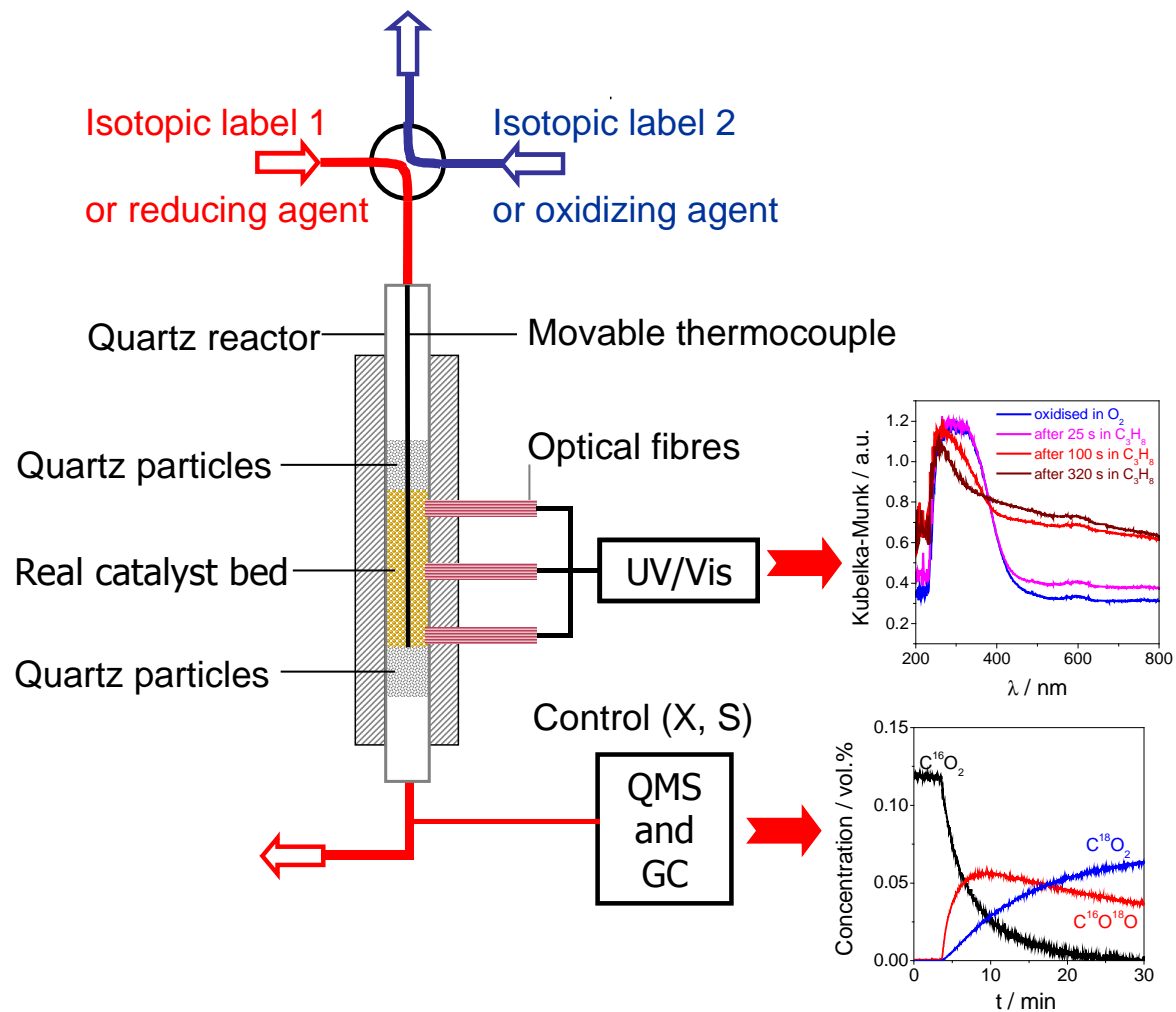 Isotopic label 1
or reducing agent
Isotopic label 2
or oxidizing agent
Quartz reactor
Movable thermocouple
Quartz particles
Optical fibres
Real catalyst bed
UV/Vis
Quartz particles
Control (X, S)
QMS
and
GC
Kubelka-Munk / a.u.
1.2
1.0
0.8
0.6
0.4
0.2
oxidised in O₂
after 25 s in C₃H₈
after 100 s in C₃H₈
after 320 s in C₃H₈
200 400 600 800
λ / nm
Concentration / vol.%
0.15
0.10
0.05
0.00
C¹⁶O₂
C¹⁸O₂
C¹⁶O¹⁸O
0 10 20 30
t / min